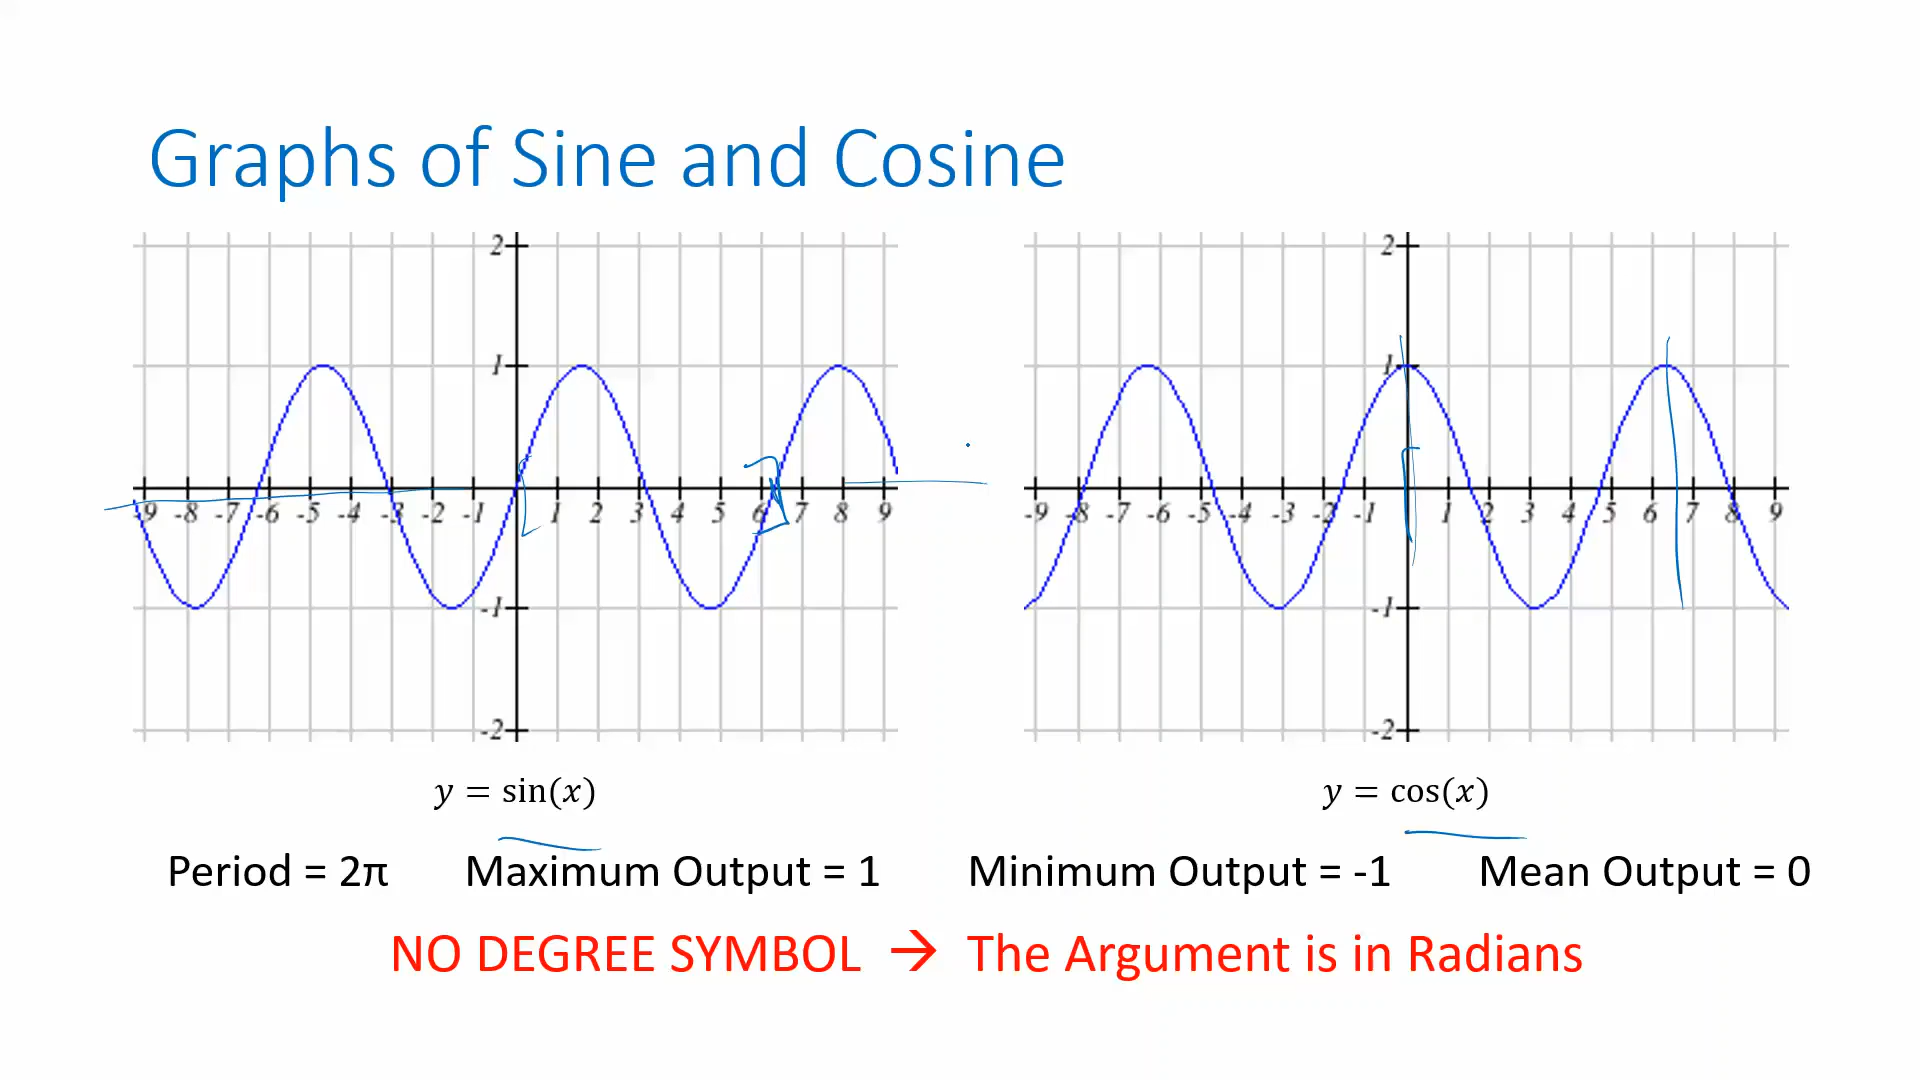 Graphs of Sine and Cosine
2
1
-9 -8 -7 -6 -5 -4 -3 -2 -1 1 2 3 4 5 6 7 8 9
-1
-2
2
1
-9 -8 -7 -6 -5 -4 -3 -2 -1 1 2 3 4 5 6 7 8 9
-1
-2
y = sin(x)
y = cos(x)
Period = 2π Maximum Output = 1 Minimum Output = -1 Mean Output = 0
NO DEGREE SYMBOL → The Argument is in Radians